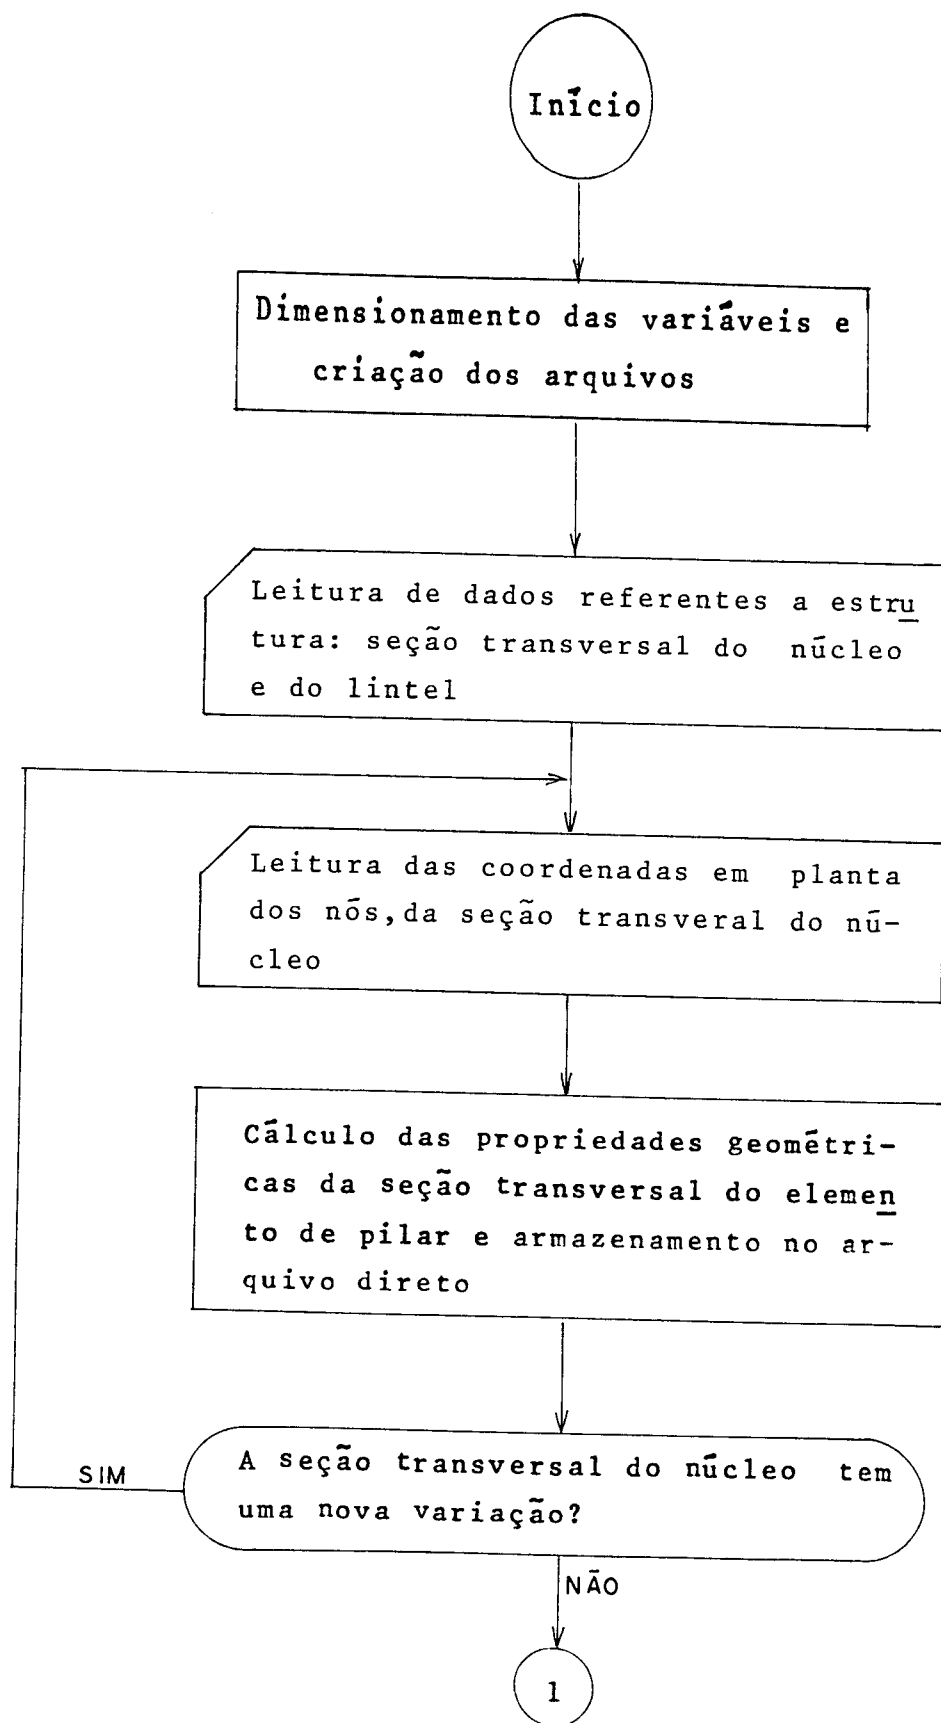 Início
Dimensionamento das variáveis e
criação dos arquivos
Leitura de dados referentes a estru
tura: seção transversal do núcleo
e do lintel
Leitura das coordenadas em planta
dos nós,da seção transveral do nú-
cleo
Cálculo das propriedades geométri-
cas da seção transversal do elemen
to de pilar e armazenamento no ar-
quivo direto
A seção transversal do núcleo tem
uma nova variação?
SIM
NÃO
1